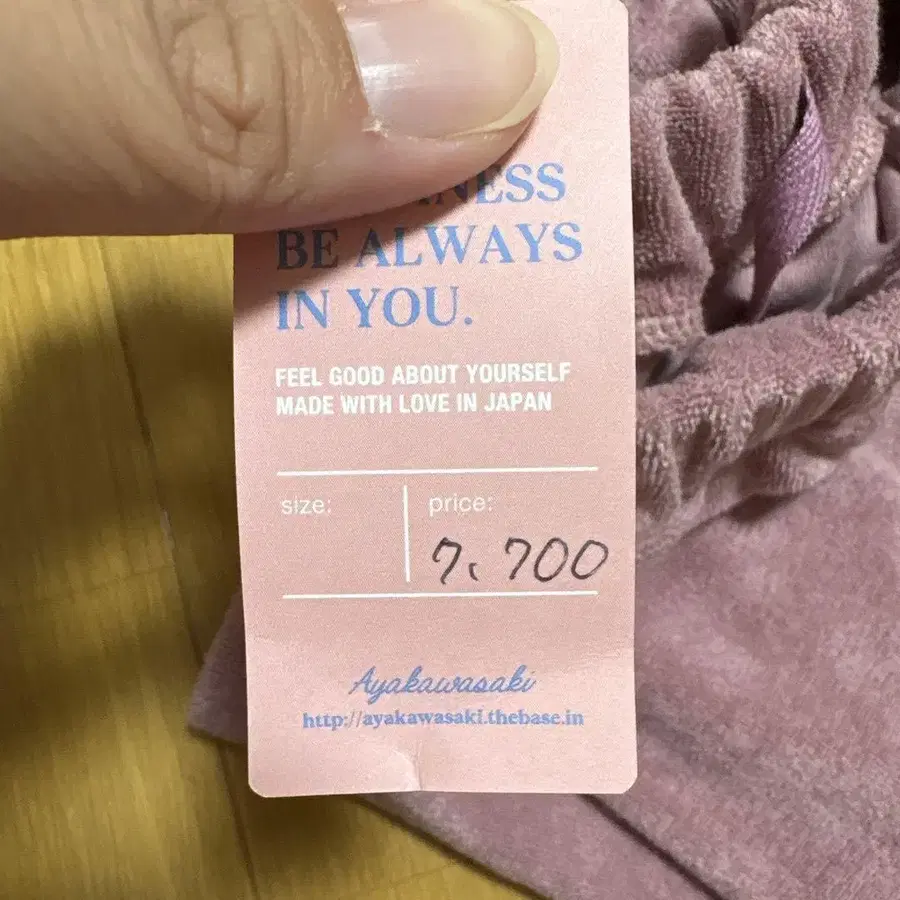 BE ALWAYS
IN YOU.
FEEL GOOD ABOUT YOURSELF
MADE WITH LOVE IN JAPAN
size:
price:
7,700
Ayakawasaki
http://ayakawasaki.thebase.in